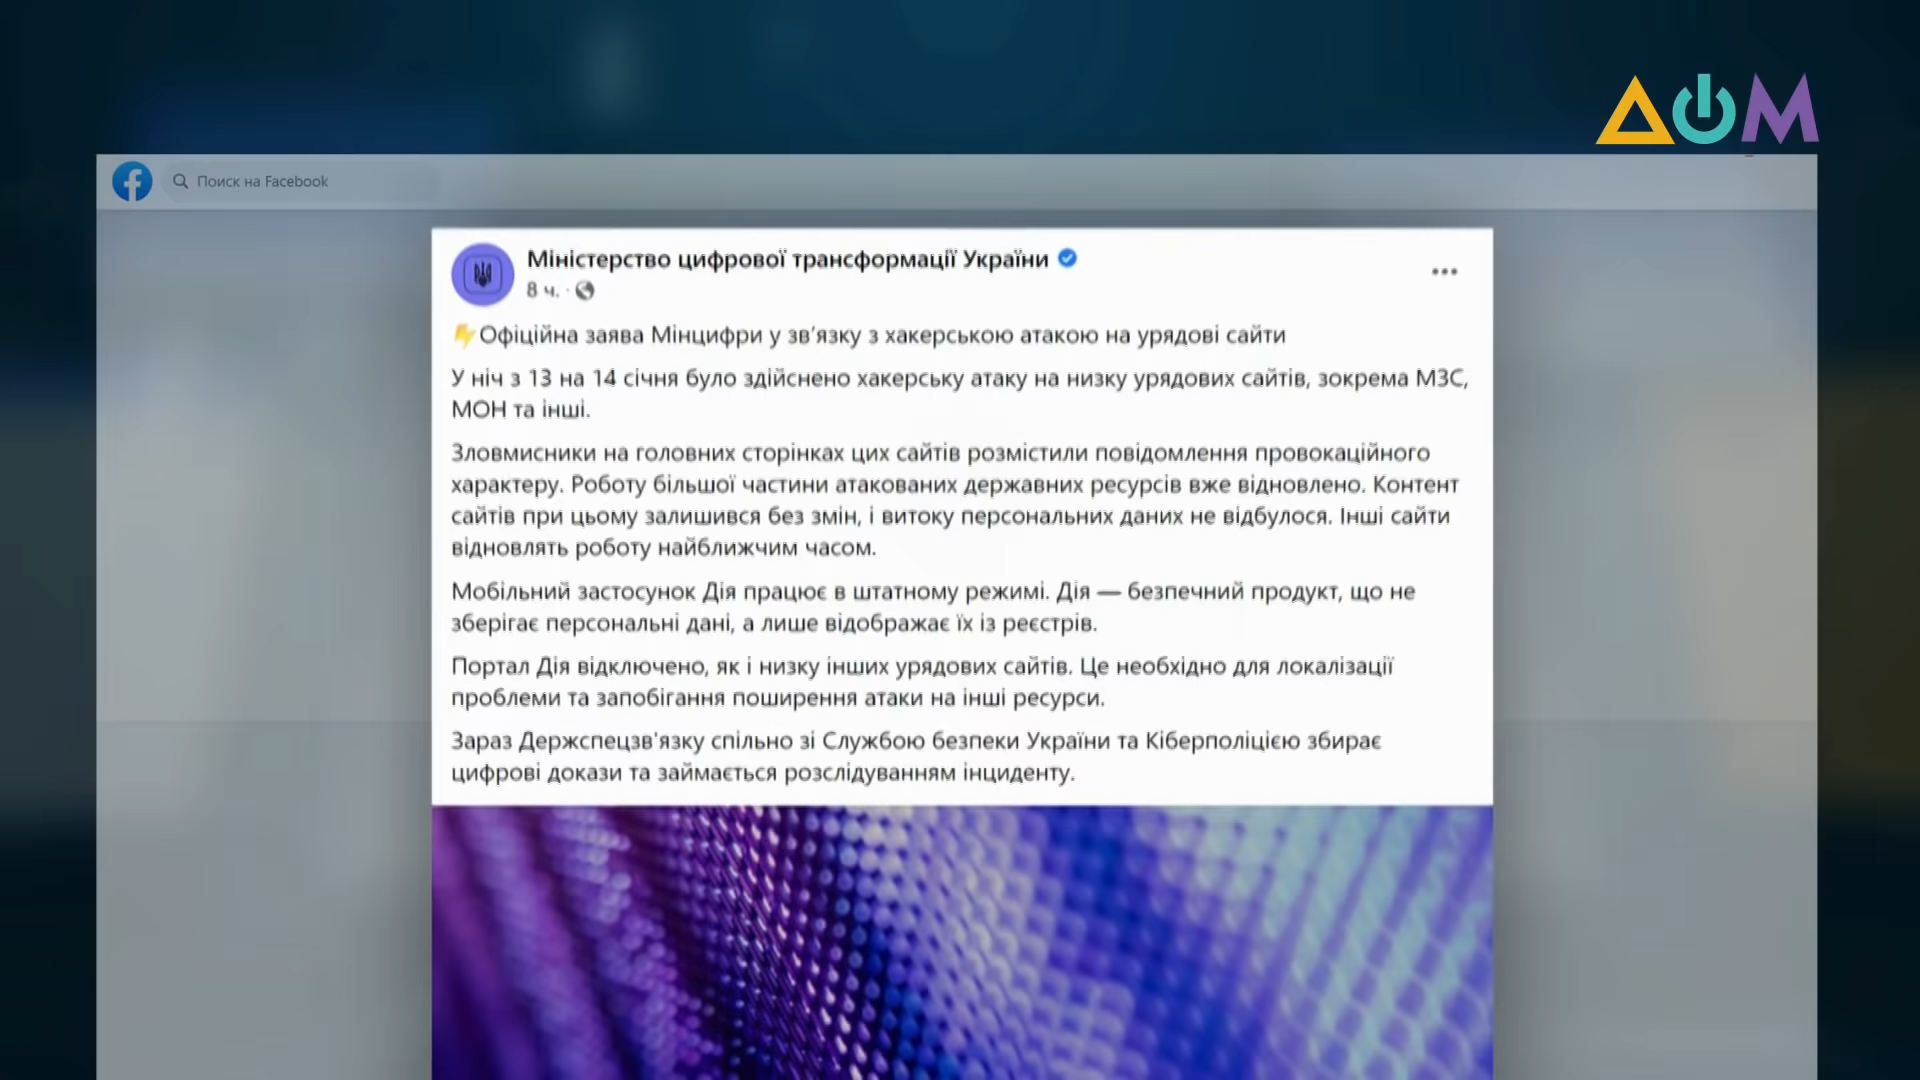 ДОМ
Поиск на Facebook
Міністерство цифрової трансформації України
8 ч. ·
⚡Офіційна заява Мінцифри у зв’язку з хакерською атакою на урядові сайти
У ніч з 13 на 14 січня було здійснено хакерську атаку на низку урядових сайтів, зокрема МЗС,
МОН та інші.
Зловмисники на головних сторінках цих сайтів розмістили повідомлення провокаційного
характеру. Роботу більшої частини атакованих державних ресурсів вже відновлено. Контент
сайтів при цьому залишився без змін, і витоку персональних даних не відбулося. Інші сайти
відновлять роботу найближчим часом.
Мобільний застосунок Дія працює в штатному режимі. Дія — безпечний продукт, що не
зберігає персональні дані, а лише відображає їх із реєстрів.
Портал Дія відключено, як і низку інших урядових сайтів. Це необхідно для локалізації
проблеми та запобігання поширення атаки на інші ресурси.
Зараз Держспецзв'язку спільно зі Службою безпеки України та Кіберполіцією збирає
цифрові докази та займається розслідуванням інциденту.